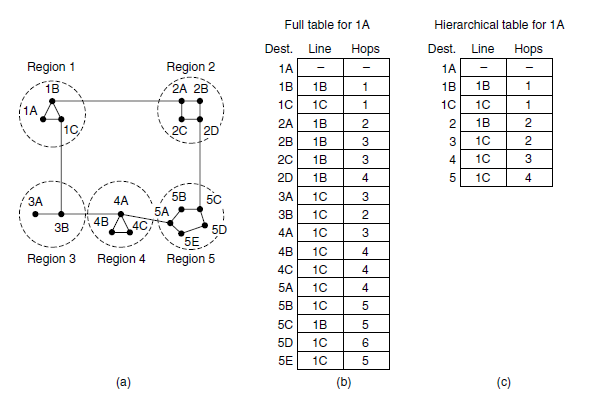 Full table for 1A
Hierarchical table for 1A
Dest. Line Hops
Dest. Line Hops
Region 1
Region 2
1B
2A 2B
1A
1C
2C 2D
3A
3B
4A
4B
4C
5B
5C
5A
5D
5E
Region 3
Region 4
Region 5
1A – –
1B 1B 1
1C 1C 1
2A 1B 2
2B 1B 3
2C 1B 3
2D 1B 4
3A 1C 3
3B 1C 2
4A 1C 3
4B 1C 4
4C 1C 4
5A 1C 4
5B 1C 5
5C 1B 5
5D 1C 6
5E 1C 5
1A – –
1B 1B 1
1C 1C 1
2 1B 2
3 1C 2
4 1C 3
5 1C 4
(a)
(b)
(c)